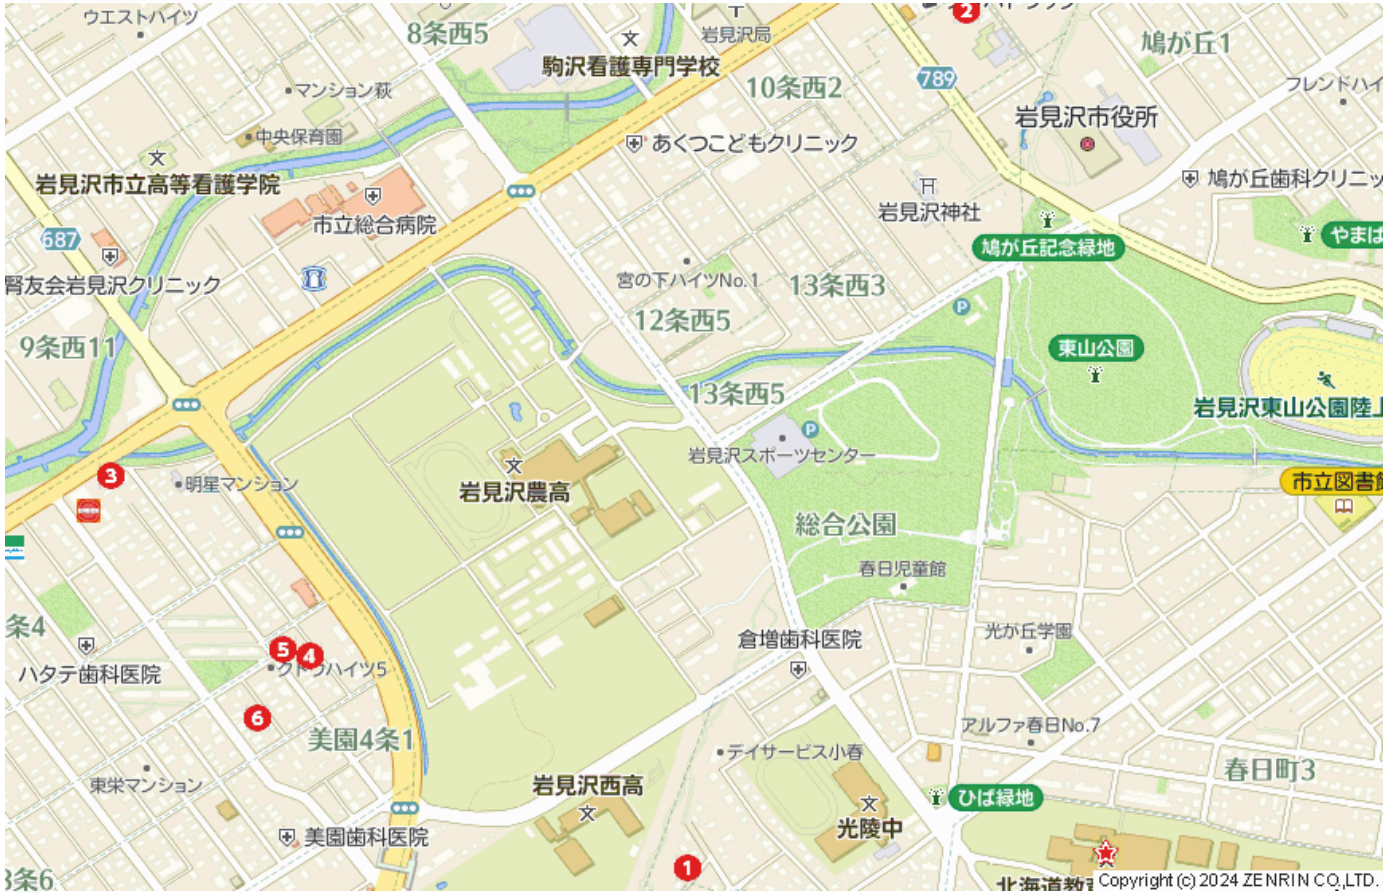 ウエストハイツ
8条西5
岩見沢局
2
鳩が丘1
駒沢看護専門学校
10条西2
789
フレンドハイ
マンション萩
岩見沢市役所
中央保育園
あくつこどもクリニック
岩見沢市立高等看護学院
鳩が丘歯科クリニッ
市立総合病院
岩見沢神社
687
鳩が丘記念緑地
やまは
腎友会岩見沢クリニック
宮の下ハイツNo.1
13条西3
P
12条西5
9条西11
東山公園
13条西5
岩見沢東山公園陸上
P
岩見沢スポーツセンター
3
明星マンション
岩見沢農高
市立図書館
総合公園
春日児童館
条4
光が丘学園
倉増歯科医院
5
4
クドウハイツ5
ハタテ歯科医院
6
美園4条1
アルファ春日No.7
デイサービス小春
春日町3
東栄マンション
岩見沢西高
ひば緑地
光陵中
美園歯科医院
1
3条6
北海道教育
Copyright (c) 2024 ZENRIN CO.,LTD.